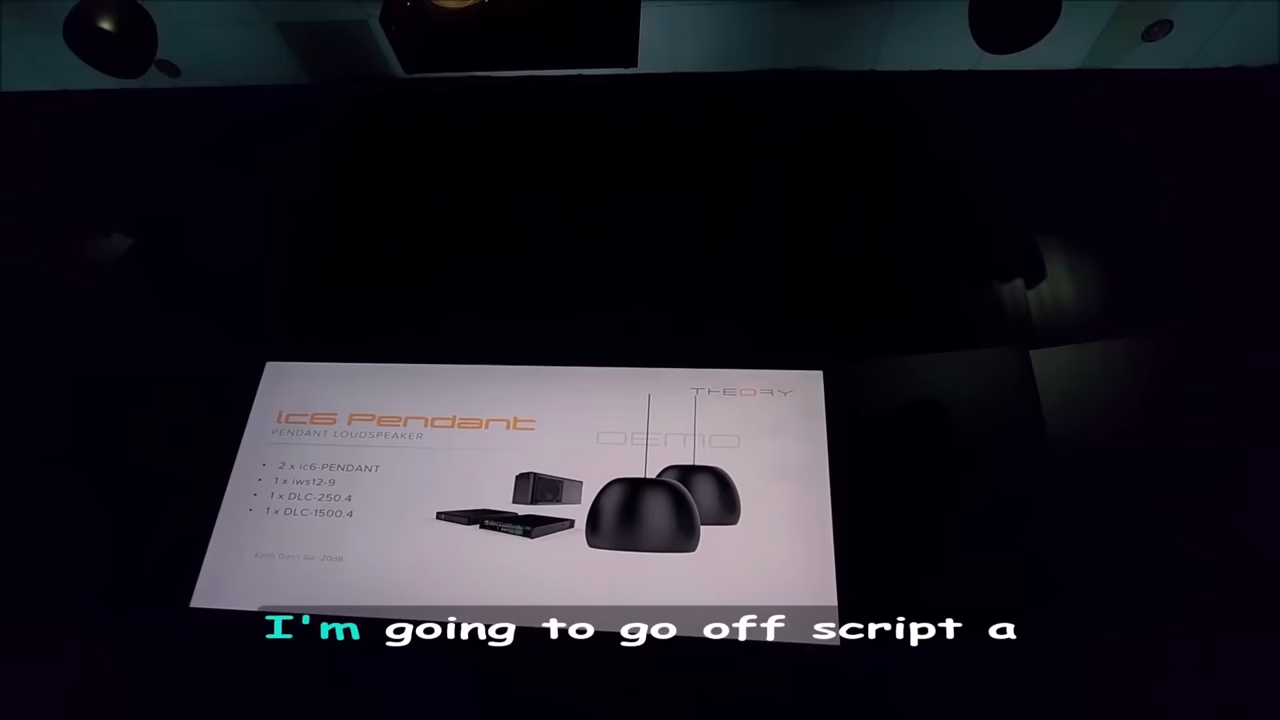 THEORY
ic6 Pendant
PENDANT LOUDSPEAKER
DEMO
• 2 x ic6-PENDANT
• 1 x iws12-9
• 1 x DLC-250.4
• 1 x DLC-1500.4
-20dB
I'm going to go off script a